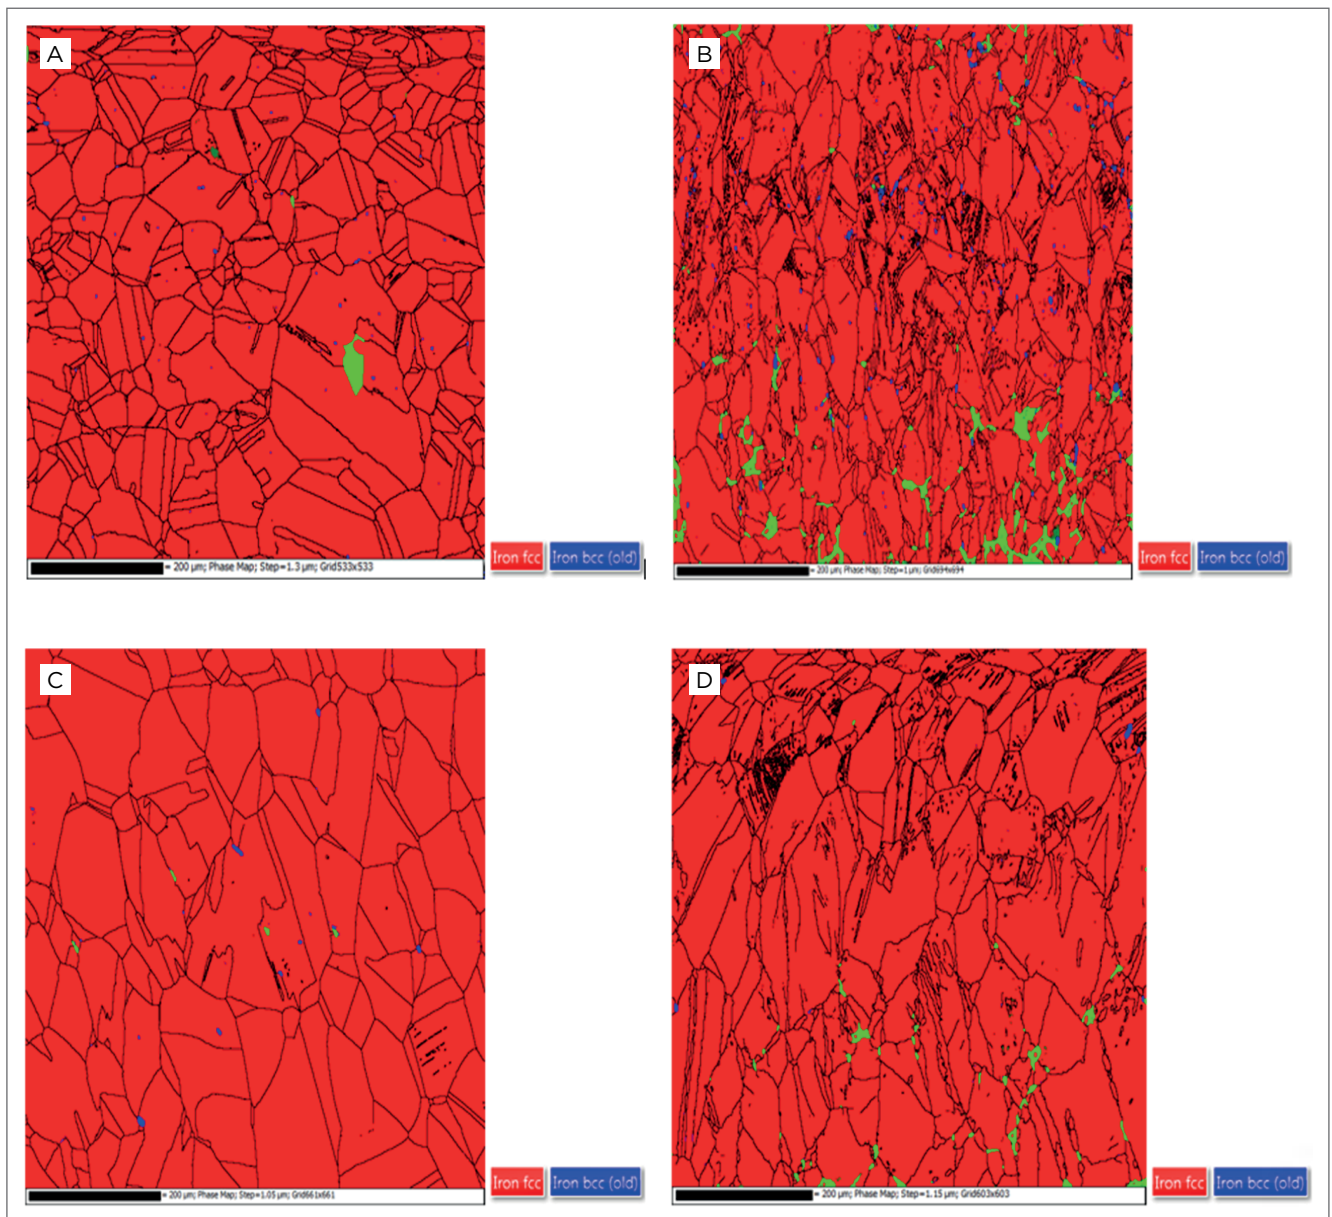 A
B
= 200 µm; Phase Map; Step=1.3 µm; Grid533x533
Iron fcc
Iron bcc (old)
= 200 µm; Phase Map; Step=1 µm; Grid694x694
Iron fcc
Iron bcc (old)
C
D
= 200 µm; Phase Map; Step=1.05 µm; Grid661x661
Iron fcc
Iron bcc (old)
= 200 µm; Phase Map; Step=1.15 µm; Grid603x603
Iron fcc
Iron bcc (old)